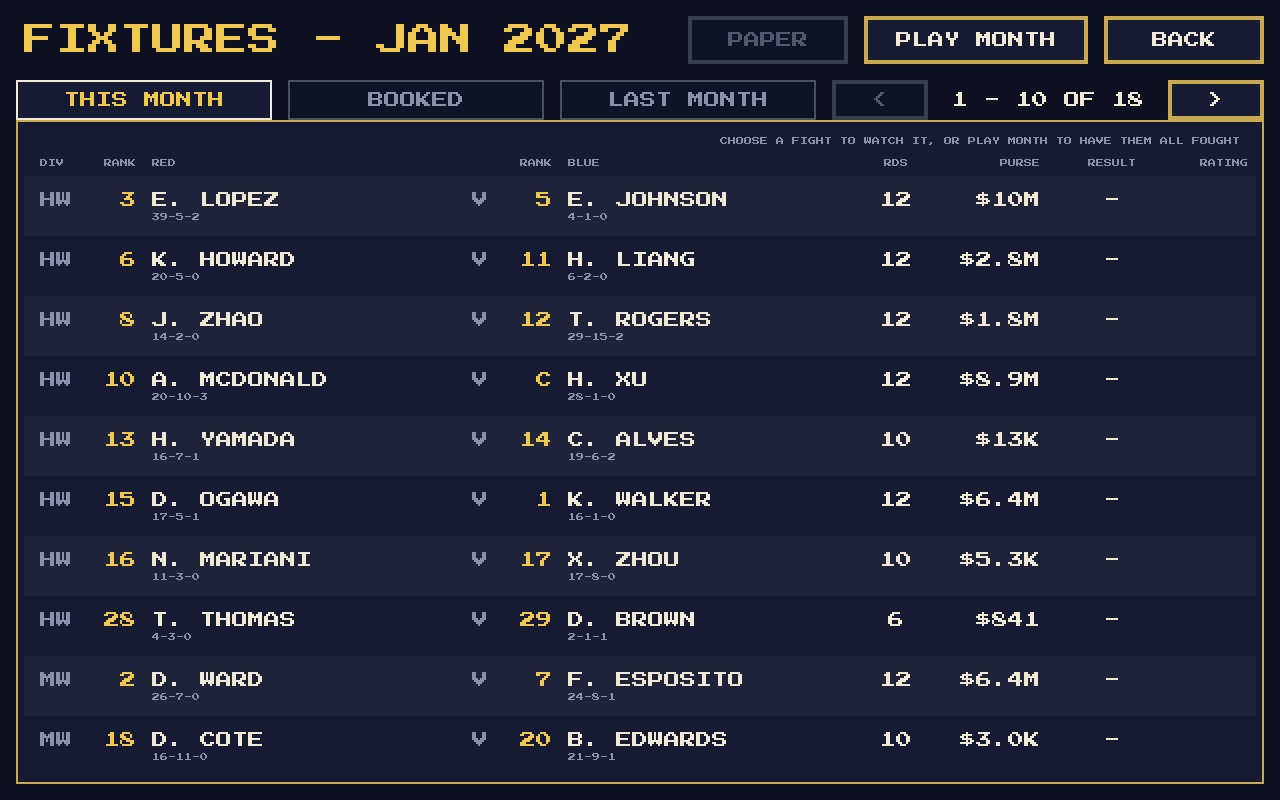 FIXTURES - JAN 2027 PAPER PLAY MONTH BACK
THIS MONTH BOOKED LAST MONTH < 1 - 10 OF 18 >
CHOOSE A FIGHT TO WATCH IT, OR PLAY MONTH TO HAVE THEM ALL FOUGHT
DIV RANK RED RANK BLUE RDS PURSE RESULT RATING
HW 3 E. LOPEZ V 5 E. JOHNSON 12 $10M -
39-5-2 4-1-0
HW 6 K. HOWARD V 11 H. LIANG 12 $2.8M -
20-5-0 6-2-0
HW 8 J. ZHAO V 12 T. ROGERS 12 $1.8M -
14-2-0 29-15-2
HW 10 A. MCDONALD V C H. XU 12 $8.9M -
20-10-3 28-1-0
HW 13 H. YAMADA V 14 C. ALVES 10 $13K -
16-7-1 19-6-2
HW 15 D. OGAWA V 1 K. WALKER 12 $6.4M -
17-5-1 16-1-0
HW 16 N. MARIANI V 17 X. ZHOU 10 $5.3K -
11-3-0 17-8-0
HW 28 T. THOMAS V 29 D. BROWN 6 $841 -
4-3-0 2-1-1
MW 2 D. WARD V 7 F. ESPOSITO 12 $6.4M -
26-7-0 24-8-1
MW 18 D. COTE V 20 B. EDWARDS 10 $3.0K -
16-11-0 21-9-1